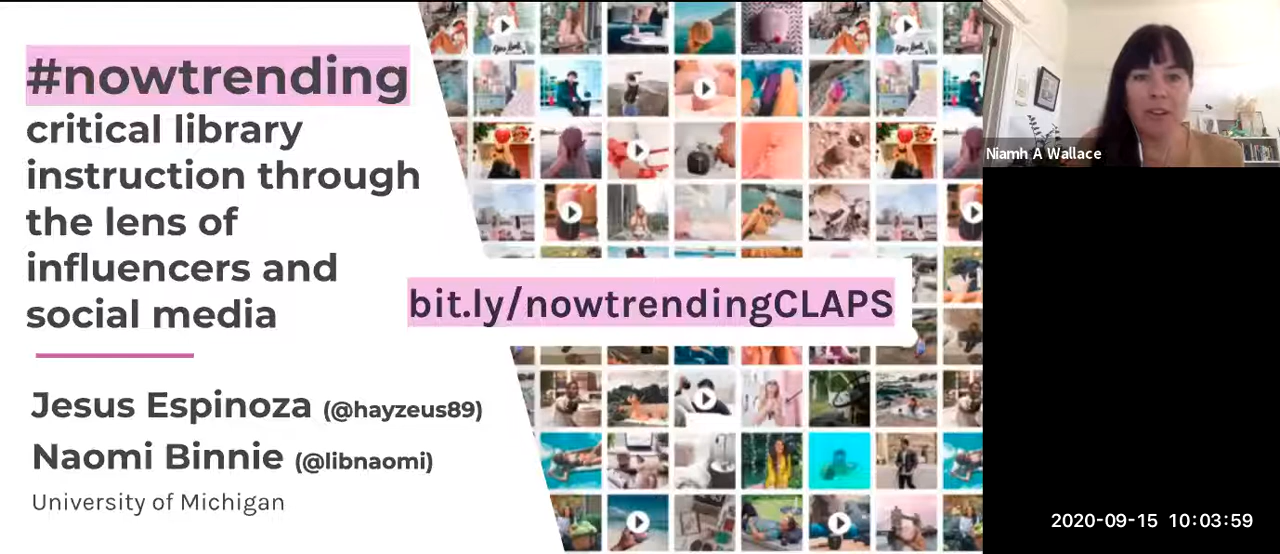 #nowtrending
critical library
instruction through
the lens of
influencers and
social media
bit.ly/nowtrendingCLAPS
Jesus Espinoza (@hayzeus89)
Naomi Binnie (@libnaomi)
University of Michigan
Niamh A Wallace
2020-09-15 10:03:59